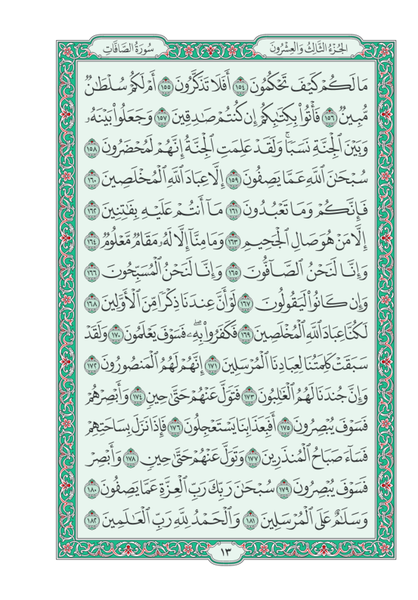 الجزء الثالث والعشرون
سورة الصافات
مَا لَكُمْ كَيْفَ تَحْكُمُونَ ١٥٤ أَفَلَا تَذَكَّرُونَ ١٥٥ أَمْ لَكُمْ سُلْطَٰنٌ
مُّبِينٌ ١٥٦ فَأْتُوا۟ بِكِتَٰبِكُمْ إِن كُنتُمْ صَٰدِقِينَ ١٥٧ وَجَعَلُوا۟ بَيْنَهُۥ
وَبَيْنَ ٱلْجِنَّةِ نَسَبًا ۚ وَلَقَدْ عَلِمَتِ ٱلْجِنَّةُ إِنَّهُمْ لَمُحْضَرُونَ ١٥٨
سُبْحَٰنَ ٱللَّهِ عَمَّا يَصِفُونَ ١٥٩ إِلَّا عِبَادَ ٱللَّهِ ٱلْمُخْلَصِينَ ١٦٠
فَإِنَّكُمْ وَمَا تَعْبُدُونَ ١٦١ مَآ أَنتُمْ عَلَيْهِ بِفَٰتِنِينَ ١٦٢
إِلَّا مَنْ هُوَ صَالِ ٱلْجَحِيمِ ١٦٣ وَمَا مِنَّآ إِلَّا لَهُۥ مَقَامٌ مَّعْلُومٌ ١٦٤
وَإِنَّا لَنَحْنُ ٱلصَّآفُّونَ ١٦٥ وَإِنَّا لَنَحْنُ ٱلْمُسَبِّحُونَ ١٦٦
وَإِن كَانُوا۟ لَيَقُولُونَ ١٦٧ لَوْ أَنَّ عِندَنَا ذِكْرًا مِّنَ ٱلْأَوَّلِينَ ١٦٨
لَكُنَّا عِبَادَ ٱللَّهِ ٱلْمُخْلَصِينَ ١٦٩ فَكَفَرُوا۟ بِهِۦ ۖ فَسَوْفَ يَعْلَمُونَ ١٧٠ وَلَقَدْ
سَبَقَتْ كَلِمَتُنَا لِعِبَادِنَا ٱلْمُرْسَلِينَ ١٧١ إِنَّهُمْ لَهُمُ ٱلْمَنصُورُونَ ١٧٢
وَإِنَّ جُندَنَا لَهُمُ ٱلْغَٰلِبُونَ ١٧٣ فَتَوَلَّ عَنْهُمْ حَتَّىٰ حِينٍ ١٧٤ وَأَبْصِرْهُمْ
فَسَوْفَ يُبْصِرُونَ ١٧٥ أَفَبِعَذَابِنَا يَسْتَعْجِلُونَ ١٧٦ فَإِذَا نَزَلَ بِسَاحَتِهِمْ
فَسَآءَ صَبَاحُ ٱلْمُنذَرِينَ ١٧٧ وَتَوَلَّ عَنْهُمْ حَتَّىٰ حِينٍ ١٧٨ وَأَبْصِرْ
فَسَوْفَ يُبْصِرُونَ ١٧٩ سُبْحَٰنَ رَبِّكَ رَبِّ ٱلْعِزَّةِ عَمَّا يَصِفُونَ ١٨٠
وَسَلَٰمٌ عَلَى ٱلْمُرْسَلِينَ ١٨١ وَٱلْحَمْدُ لِلَّهِ رَبِّ ٱلْعَٰلَمِينَ ١٨٢
١٣